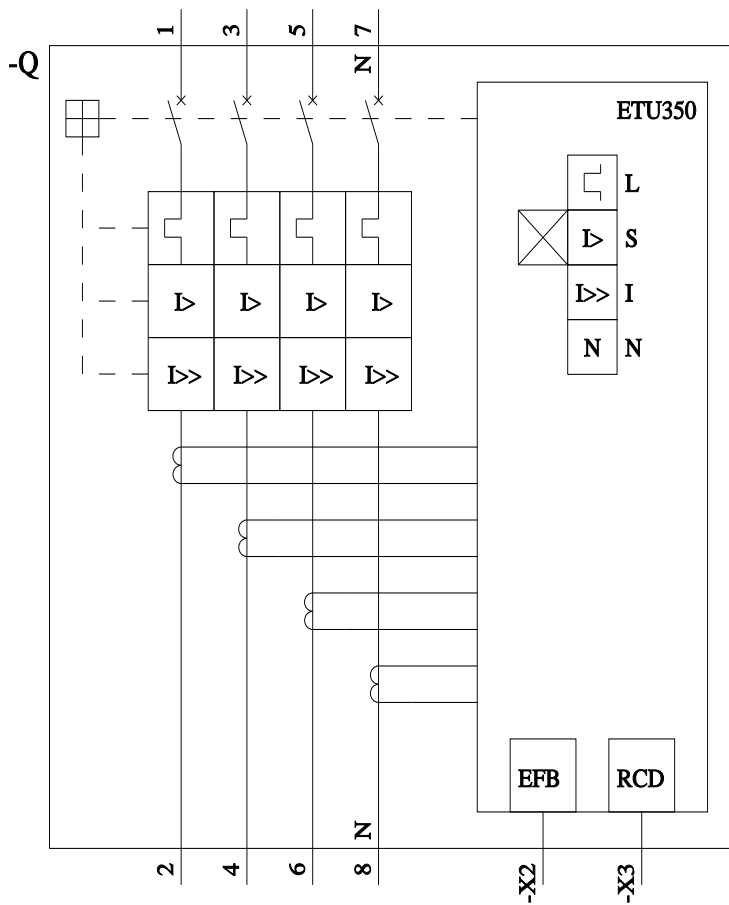 1 3 5 7
N
-Q
ETU350
L
I> S
I>> I
N N
I> I> I> I>
I>> I>> I>> I>>
EFB RCD
N
2 4 6 8
-X2 -X3